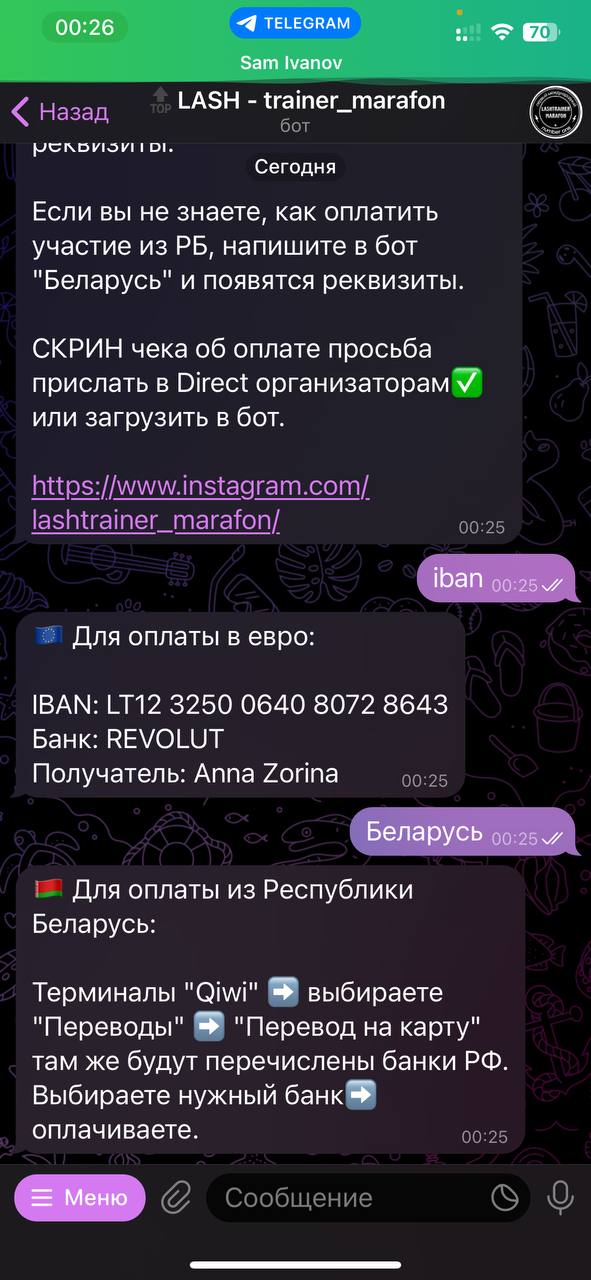 00:26
TELEGRAM
70
Sam Ivanov
Назад
TOP
LASH - trainer_marafon
бот
LASHTRAINER
MARAFON
реквизиты.
Сегодня
Если вы не знаете, как оплатить
участие из РБ, напишите в бот
"Беларусь" и появятся реквизиты.
СКРИН чека об оплате просьба
прислать в Direct организаторам✅
или загрузить в бот.
https://www.instagram.com/
lashtrainer_marafon/
00:25
iban 00:25
🇪🇺 Для оплаты в евро:
IBAN: LT12 3250 0640 8072 8643
Банк: REVOLUT
Получатель: Anna Zorina 00:25
Беларусь 00:25
🇧🇾 Для оплаты из Республики
Беларусь:
Терминалы "Qiwi" ➡️ выбираете
"Переводы" ➡️ "Перевод на карту"
там же будут перечислены банки РФ.
Выбираете нужный банк➡️
оплачиваете.
00:25
Меню
Сообщение